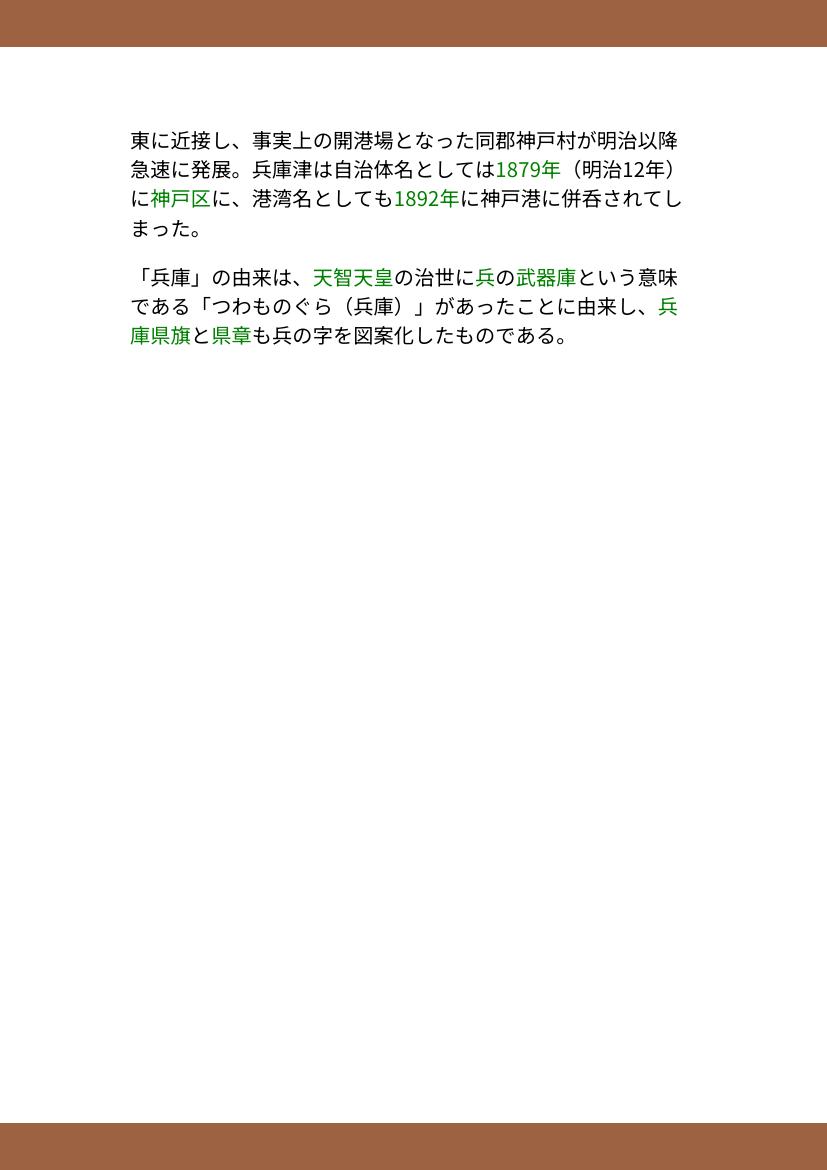 東に近接し、事実上の開港場となった同郡神戸村が明治以降
急速に発展。兵庫津は自治体名としては1879年（明治12年）
に神戸区に、港湾名としても1892年に神戸港に併呑されてし
まった。
「兵庫」の由来は、天智天皇の治世に兵の武器庫という意味
である「つわものぐら（兵庫）」があったことに由来し、兵
庫県旗と県章も兵の字を図案化したものである。